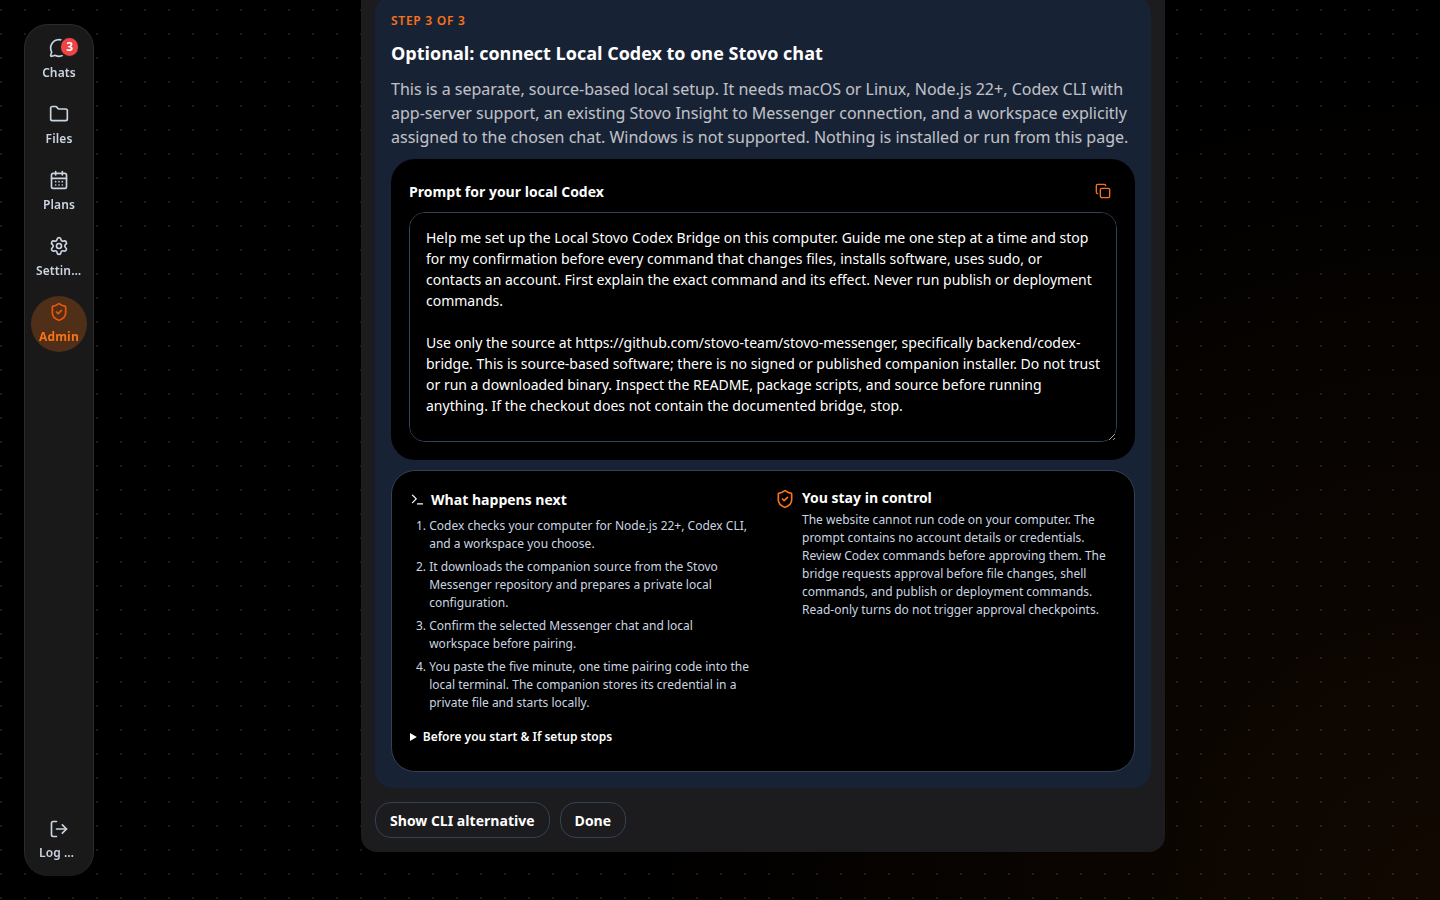 3
Chats
Files
Plans
Settin...
Admin
Log ...
STEP 3 OF 3
Optional: connect Local Codex to one Stovo chat
This is a separate, source-based local setup. It needs macOS or Linux, Node.js 22+, Codex CLI with
app-server support, an existing Stovo Insight to Messenger connection, and a workspace explicitly
assigned to the chosen chat. Windows is not supported. Nothing is installed or run from this page.
Prompt for your local Codex
Help me set up the Local Stovo Codex Bridge on this computer. Guide me one step at a time and stop
for my confirmation before every command that changes files, installs software, uses sudo, or
contacts an account. First explain the exact command and its effect. Never run publish or deployment
commands.
Use only the source at https://github.com/stovo-team/stovo-messenger, specifically backend/codex-
bridge. This is source-based software; there is no signed or published companion installer. Do not trust
or run a downloaded binary. Inspect the README, package scripts, and source before running
anything. If the checkout does not contain the documented bridge, stop.
What happens next
1. Codex checks your computer for Node.js 22+, Codex CLI,
and a workspace you choose.
2. It downloads the companion source from the Stovo
Messenger repository and prepares a private local
configuration.
3. Confirm the selected Messenger chat and local
workspace before pairing.
4. You paste the five minute, one time pairing code into the
local terminal. The companion stores its credential in a
private file and starts locally.
Before you start & If setup stops
You stay in control
The website cannot run code on your computer. The
prompt contains no account details or credentials.
Review Codex commands before approving them. The
bridge requests approval before file changes, shell
commands, and publish or deployment commands.
Read-only turns do not trigger approval checkpoints.
Show CLI alternative
Done